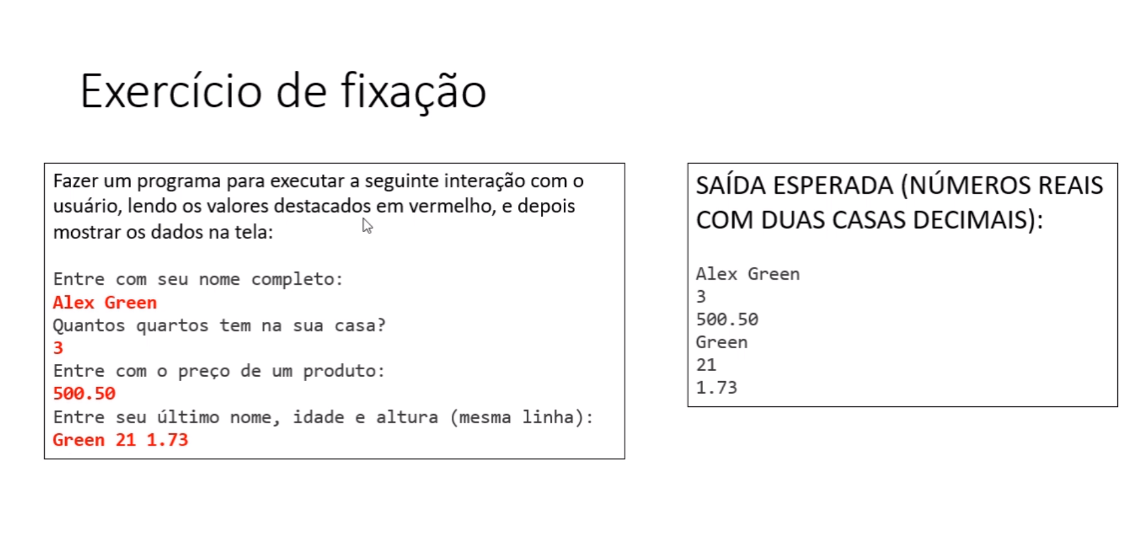 Exercício de fixação
Fazer um programa para executar a seguinte interação com o
usuário, lendo os valores destacados em vermelho, e depois
mostrar os dados na tela:
Entre com seu nome completo:
Alex Green
Quantos quartos tem na sua casa?
3
Entre com o preço de um produto:
500.50
Entre seu último nome, idade e altura (mesma linha):
Green 21 1.73
SAÍDA ESPERADA (NÚMEROS REAIS
COM DUAS CASAS DECIMAIS):
Alex Green
3
500.50
Green
21
1.73